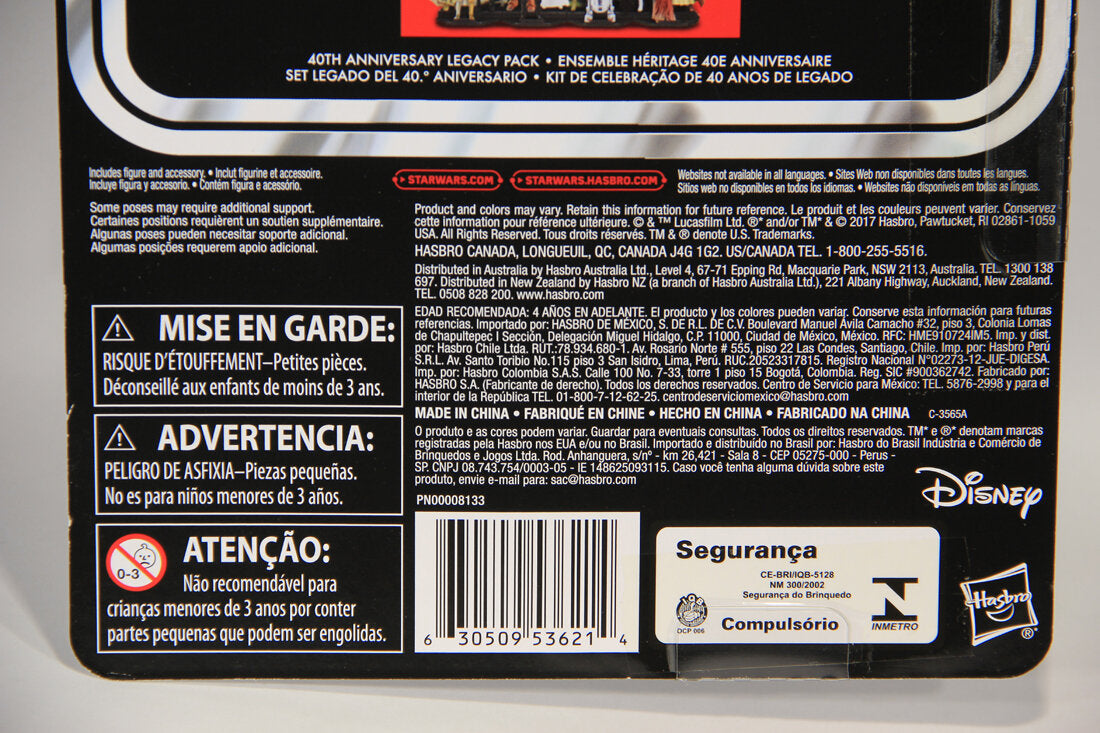 40TH ANNIVERSARY LEGACY PACK • ENSEMBLE HÉRITAGE 40E ANNIVERSAIRE
SET LEGADO DEL 40.º ANIVERSARIO • KIT DE CELEBRAÇÃO DE 40 ANOS DE LEGADO
Includes figure and accessory. • Inclut figurine et accessoire.
Incluye figura y accesorio. • Contém figura e acessório.
STARWARS.COM
STARWARS.HASBRO.COM
Websites not available in all languages. • Sites Web non disponibles dans toutes les langues.
Sitios web no disponibles en todos los idiomas. • Websites não disponíveis em todas as línguas.
Some poses may require additional support.
Certaines positions requièrent un soutien supplémentaire.
Algunas poses pueden necesitar soporte adicional.
Algumas posições requerem apoio adicional.
Product and colors may vary. Retain this information for future reference. Le produit et les couleurs peuvent varier. Conservez
cette information pour référence ultérieure. © & ™ Lucasfilm Ltd. ®* and/or TM* & © 2017 Hasbro, Pawtucket, RI 02861-1059
USA. All Rights Reserved. Tous droits réservés. TM & ® denote U.S. Trademarks.
HASBRO CANADA, LONGUEUIL, QC, CANADA J4G 1G2. US/CANADA TEL. 1-800-255-5516.
Distributed in Australia by Hasbro Australia Ltd., Level 4, 67-71 Epping Rd, Macquarie Park, NSW 2113, Australia. TEL. 1300 138
697. Distributed in New Zealand by Hasbro NZ (a branch of Hasbro Australia Ltd.), 221 Albany Highway, Auckland, New Zealand.
TEL. 0508 828 200. www.hasbro.com
EDAD RECOMENDADA: 4 AÑOS EN ADELANTE. El producto y los colores pueden variar. Conserve esta información para futuras
referencias. Importado por: HASBRO DE MÉXICO, S. DE R.L. DE C.V. Boulevard Manuel Ávila Camacho #32, piso 3, Colonia Lomas
de Chapultepec I Sección, Delegación Miguel Hidalgo, C.P. 11000, Ciudad de México, México. RFC: HME910724IM5. Imp. y dist.
por: Hasbro Chile Ltda. RUT.:78.934.680-1. Av. Rosario Norte # 555, piso 22 Las Condes, Santiago, Chile. Imp. por: Hasbro Perú
S.R.L. Av. Santo Toribio No.115 piso 3 San Isidro, Lima, Perú. RUC.20523317815. Registro Nacional N°02273-12-JUE-DIGESA.
Imp. por: Hasbro Colombia S.A.S. Calle 100 No. 7-33, torre 1 piso 15 Bogotá, Colombia. Reg. SIC #900362742. Fabricado por:
HASBRO S.A. (Fabricante de derecho). Todos los derechos reservados. Centro de Servicio para México: TEL. 5876-2998 y para el
interior de la República TEL. 01-800-7-12-62-25. centrodeserviciomexico@hasbro.com
MADE IN CHINA • FABRIQUÉ EN CHINE • HECHO EN CHINA • FABRICADO NA CHINA C-3565A
O produto e as cores podem variar. Guardar para eventuais consultas. Todos os direitos reservados. TM* e ®* denotam marcas
registradas pela Hasbro nos EUA e/ou no Brasil. Importado e distribuído no Brasil por: Hasbro do Brasil Indústria e Comércio de
Brinquedos e Jogos Ltda. Rod. Anhanguera, s/nº - km 26,421 - Sala 8 - CEP 05275-000 - Perus -
SP. CNPJ 08.743.754/0003-05 - IE 148625093115. Caso você tenha alguma dúvida sobre este
produto, envie e-mail para: sac@hasbro.com
PN00008133
MISE EN GARDE:
RISQUE D'ÉTOUFFEMENT—Petites pièces.
Déconseillé aux enfants de moins de 3 ans.
ADVERTENCIA:
PELIGRO DE ASFIXIA—Piezas pequeñas.
No es para niños menores de 3 años.
0-3
ATENÇÃO:
Não recomendável para
crianças menores de 3 anos por conter
partes pequenas que podem ser engolidas.
6 30509 53621 4
Segurança
CE-BRI/IQB-5128
NM 300/2002
Segurança do Brinquedo
IQB
OCP 006
Compulsório
INMETRO
Disney
Hasbro
®